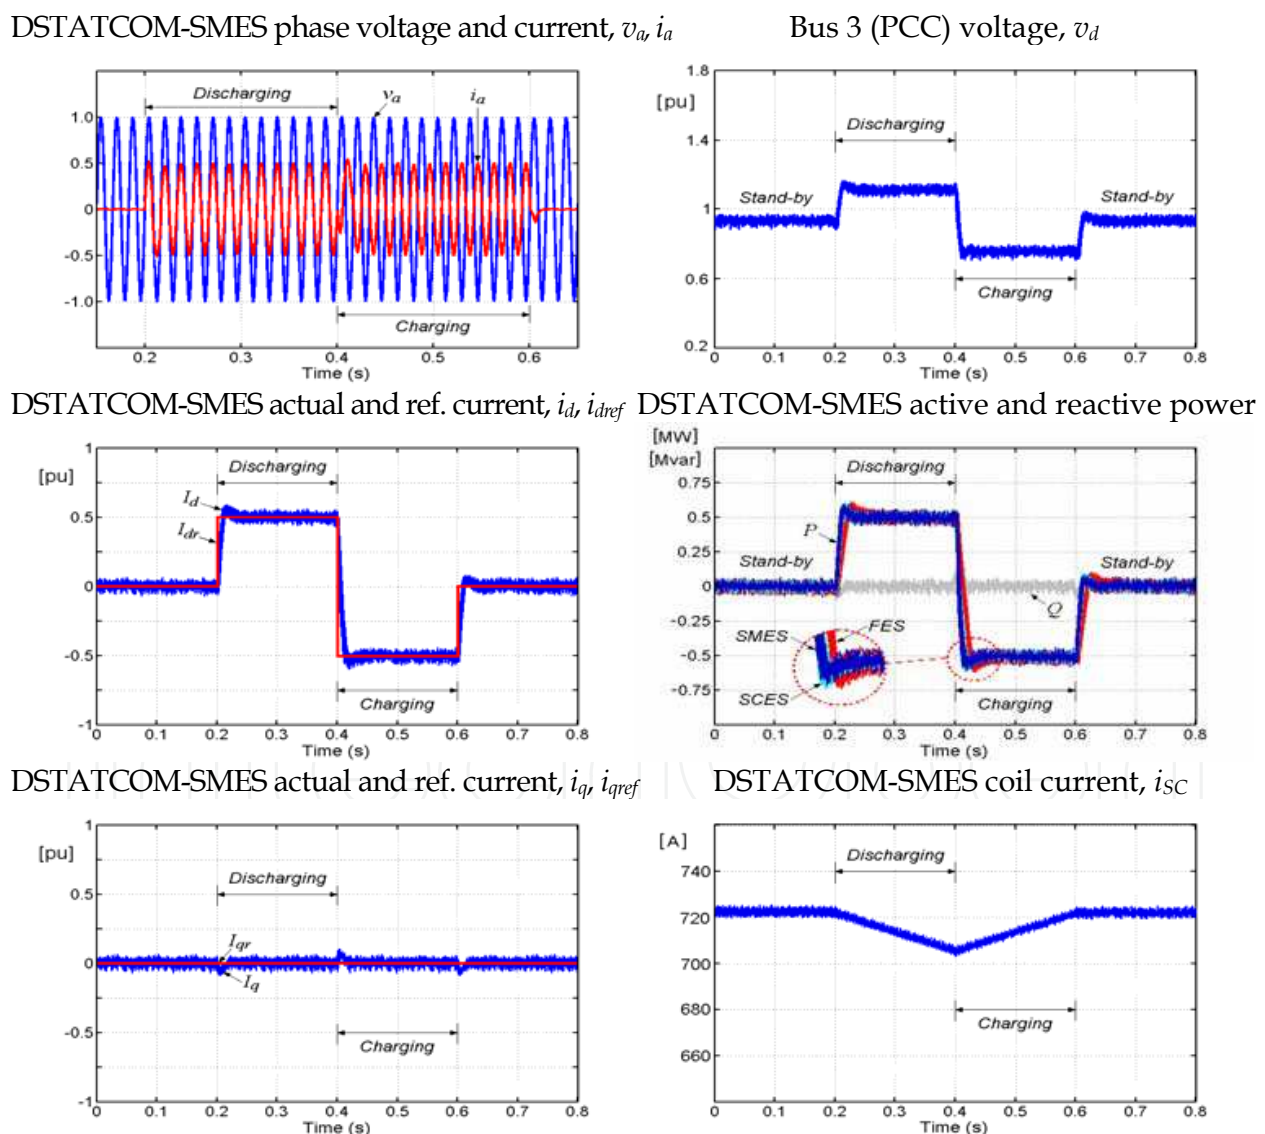 DSTATCOM-SMES phase voltage and current, va, ia
Bus 3 (PCC) voltage, vd
Discharging
va
ia
1.0
0.5
0
-0.5
-1.0
Charging
0.2 0.3 0.4 0.5 0.6
Time (s)
1.8
[pu]
1.4
1
0.6
0.2
Discharging
Stand-by
Stand-by
Charging
0 0.1 0.2 0.3 0.4 0.5 0.6 0.7 0.8
Time (s)
DSTATCOM-SMES actual and ref. current, id, idref
DSTATCOM-SMES active and reactive power
1
[pu]
0.5
0
-0.5
-1
Discharging
Id
Idr
Charging
0 0.1 0.2 0.3 0.4 0.5 0.6 0.7 0.8
Time (s)
[MW]
[Mvar]
0.75
0.5
0.25
0
-0.25
-0.5
-0.75
Discharging
P
Stand-by
Stand-by
Q
SMES
FES
SCES
Charging
0 0.1 0.2 0.3 0.4 0.5 0.6 0.7 0.8
Time (s)
DSTATCOM-SMES actual and ref. current, iq, iqref
DSTATCOM-SMES coil current, iSC
1
[pu]
0.5
0
-0.5
-1
Discharging
Iqr
Iq
Charging
0 0.1 0.2 0.3 0.4 0.5 0.6 0.7 0.8
Time (s)
[A]
740
720
700
680
660
Discharging
Charging
0 0.1 0.2 0.3 0.4 0.5 0.6 0.7 0.8
Time (s)